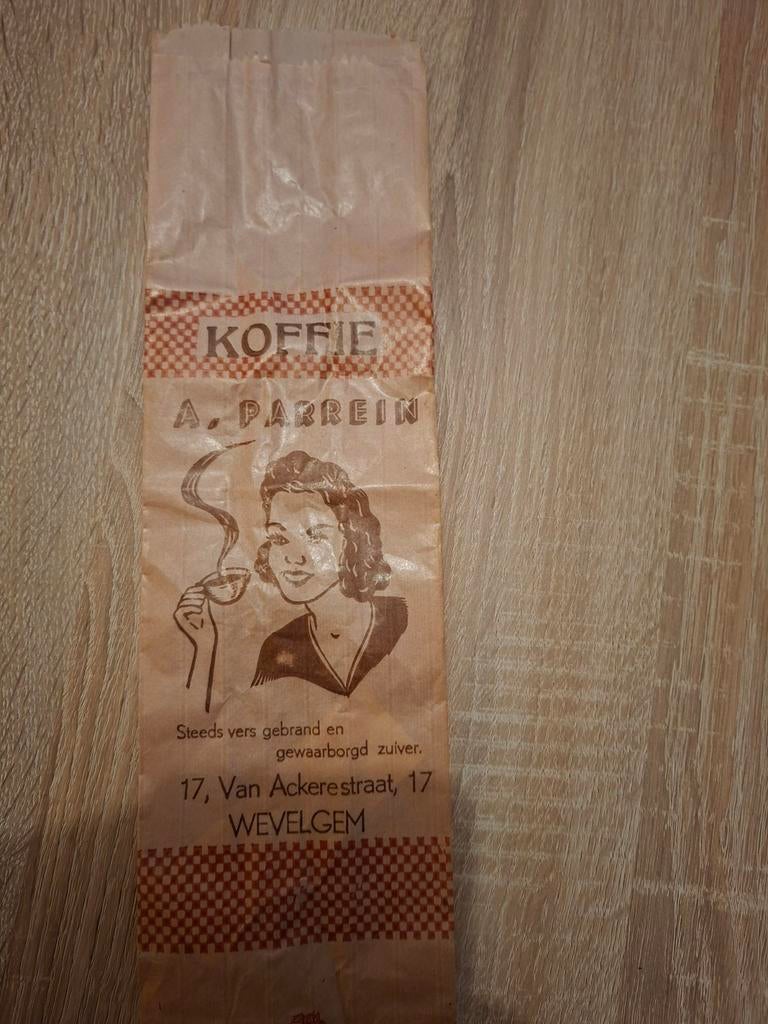 KOFFIE
A. PARREIN
Steeds vers gebrand en
gewaarborgd zuiver.
17, Van Ackerestraat, 17
WEVELGEM